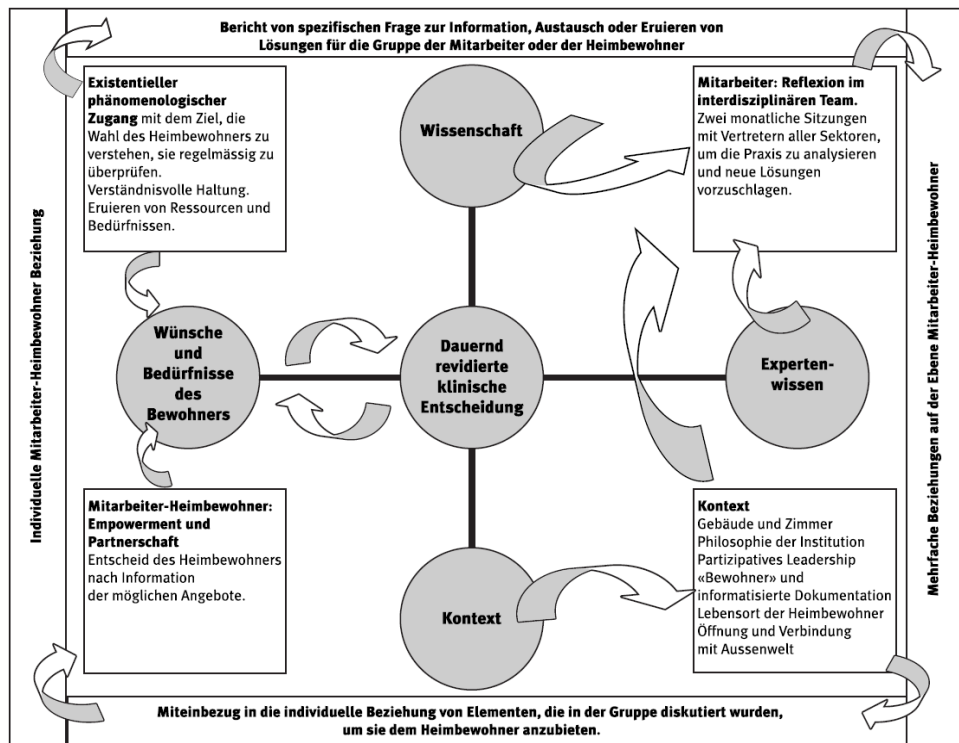 Bericht von spezifischen Frage zur Information, Austausch oder Eruieren von
Lösungen für die Gruppe der Mitarbeiter oder der Heimbewohner
Individuelle Mitarbeiter-Heimbewohner Beziehung
Existentieller
phänomenologischer
Zugang mit dem Ziel, die
Wahl des Heimbewohners zu
verstehen, sie regelmässig zu
überprüfen.
Verständnisvolle Haltung.
Eruieren von Ressourcen und
Bedürfnissen.
Wissenschaft
Mitarbeiter: Reflexion im
interdisziplinären Team.
Zwei monatliche Sitzungen
mit Vertretern aller Sektoren,
um die Praxis zu analysieren
und neue Lösungen
vorzuschlagen.
Mehrfache Beziehungen auf der Ebene Mitarbeiter-Heimbewohner
Wünsche
und
Bedürfnisse
des
Bewohners
Dauernd
revidierte
klinische
Entscheidung
Experten-
wissen
Mitarbeiter-Heimbewohner:
Empowerment und
Partnerschaft
Entscheid des Heimbewohners
nach Information
der möglichen Angebote.
Kontext
Kontext
Gebäude und Zimmer
Philosophie der Institution
Partizipatives Leadership
«Bewohner» und
informatisierte Dokumentation
Lebensort der Heimbewohner
Öffnung und Verbindung
mit Aussenwelt
Miteinbezug in die individuelle Beziehung von Elementen, die in der Gruppe diskutiert wurden,
um sie dem Heimbewohner anzubieten.